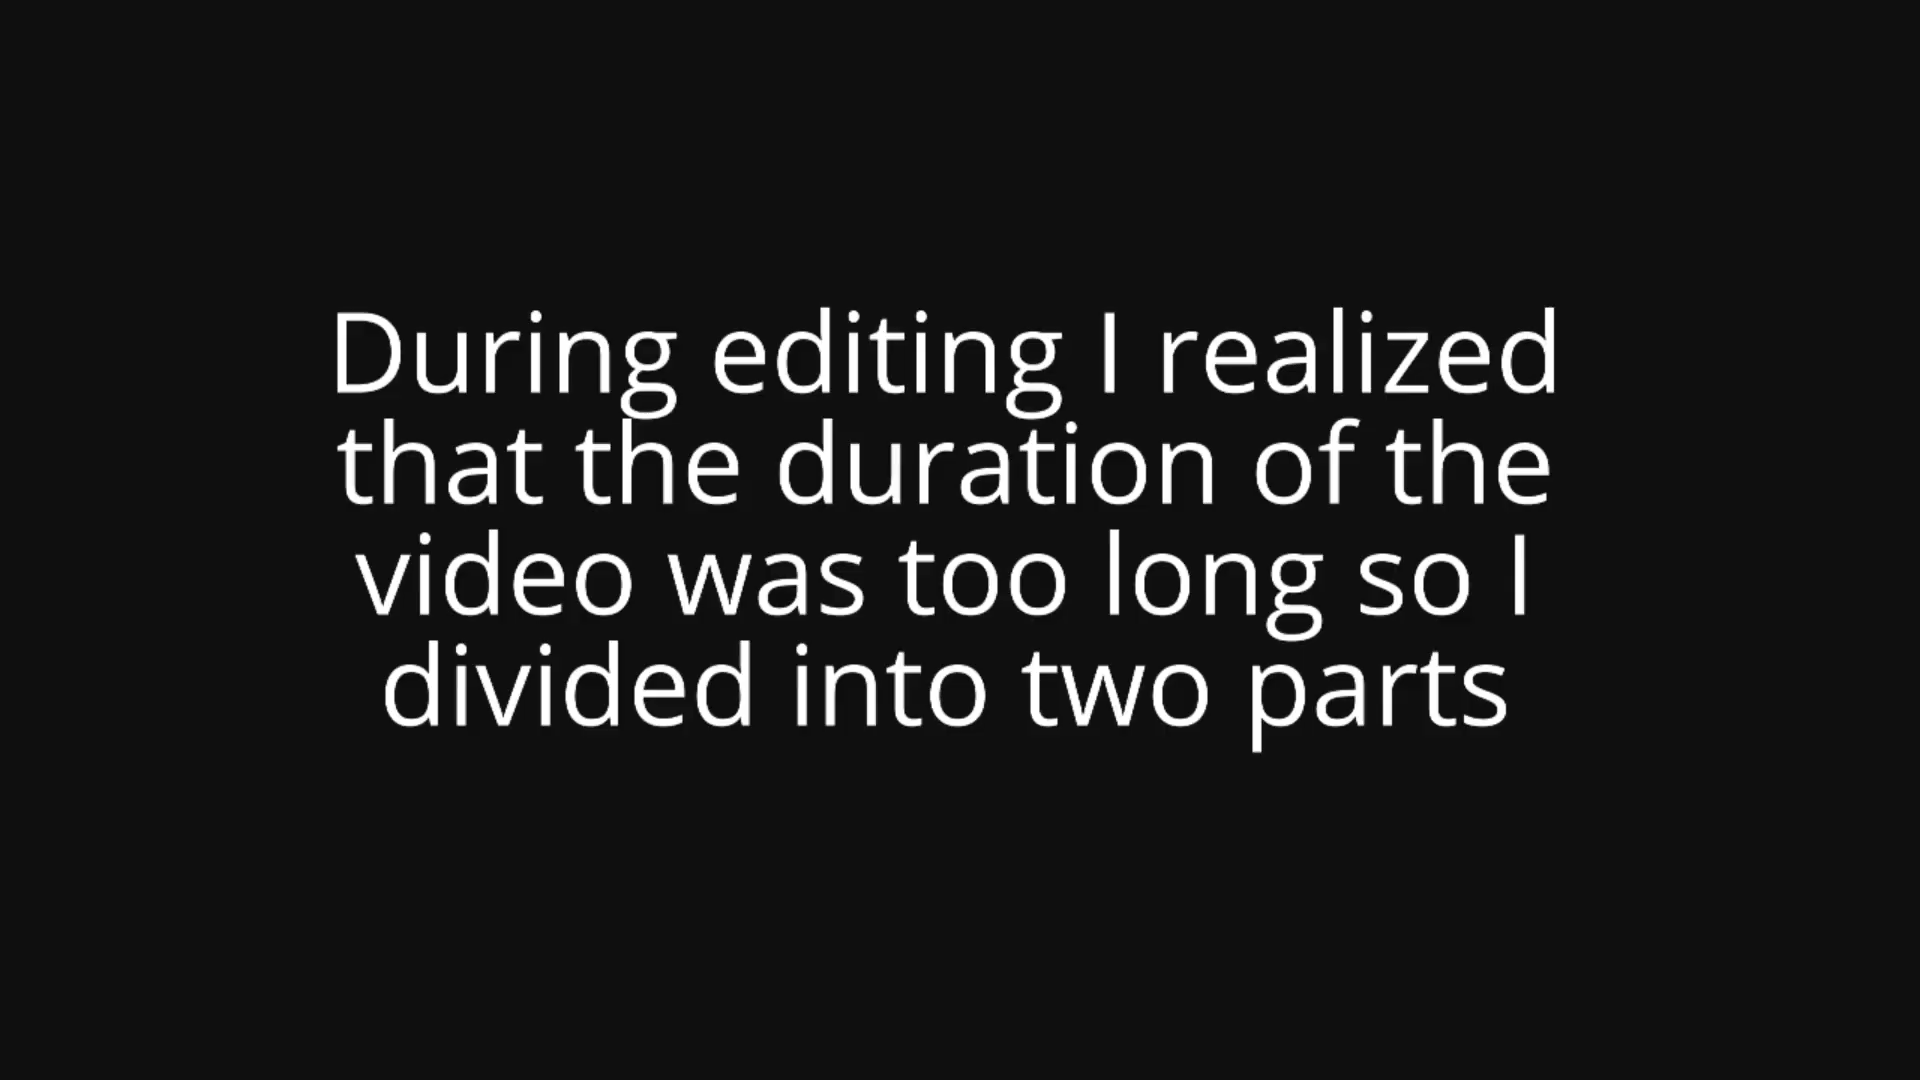 During editing I realized
that the duration of the
video was too long so I
divided into two parts